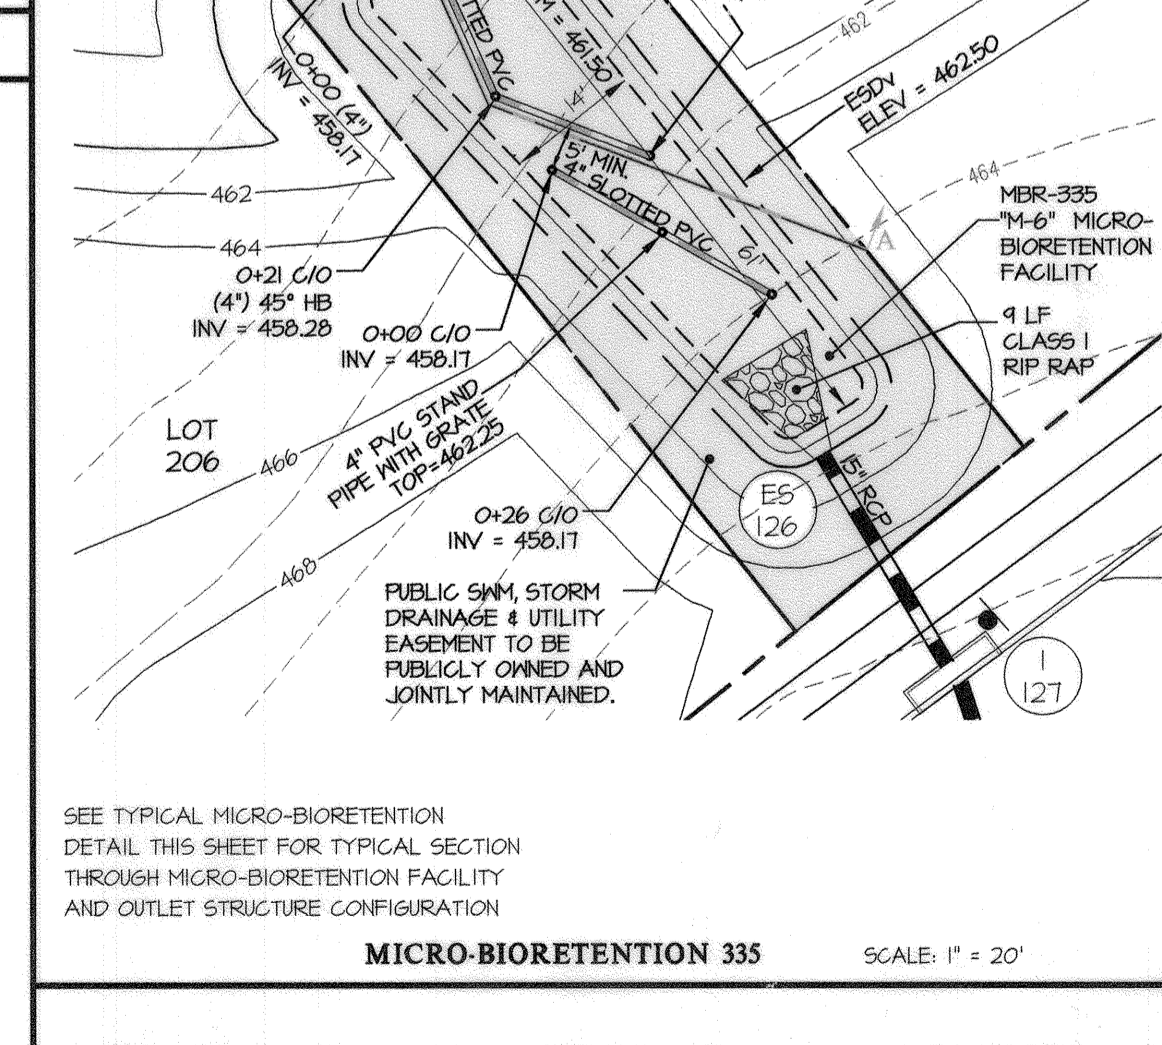 TTED PVC
M = 461.50
14'
462
ESDV
ELEV = 462.50
0+00 (4")
INV = 458.17
5' MIN.
4" SLOTTED PVC
61'
462
464
464
A
MBR-335
"M-6" MICRO-
BIORETENTION
FACILITY
0+21 C/O
(4") 45° HB
INV = 458.28
0+00 C/O
INV = 458.17
9 LF
CLASS I
RIP RAP
4" PVC STAND
PIPE WITH GRATE
TOP=462.25
LOT
206
466
468
0+26 C/O
INV = 458.17
ES
126
15" RCP
PUBLIC SWM, STORM
DRAINAGE & UTILITY
EASEMENT TO BE
PUBLICLY OWNED AND
JOINTLY MAINTAINED.
I
127
SEE TYPICAL MICRO-BIORETENTION
DETAIL THIS SHEET FOR TYPICAL SECTION
THROUGH MICRO-BIORETENTION FACILITY
AND OUTLET STRUCTURE CONFIGURATION
MICRO-BIORETENTION 335
SCALE: 1" = 20'